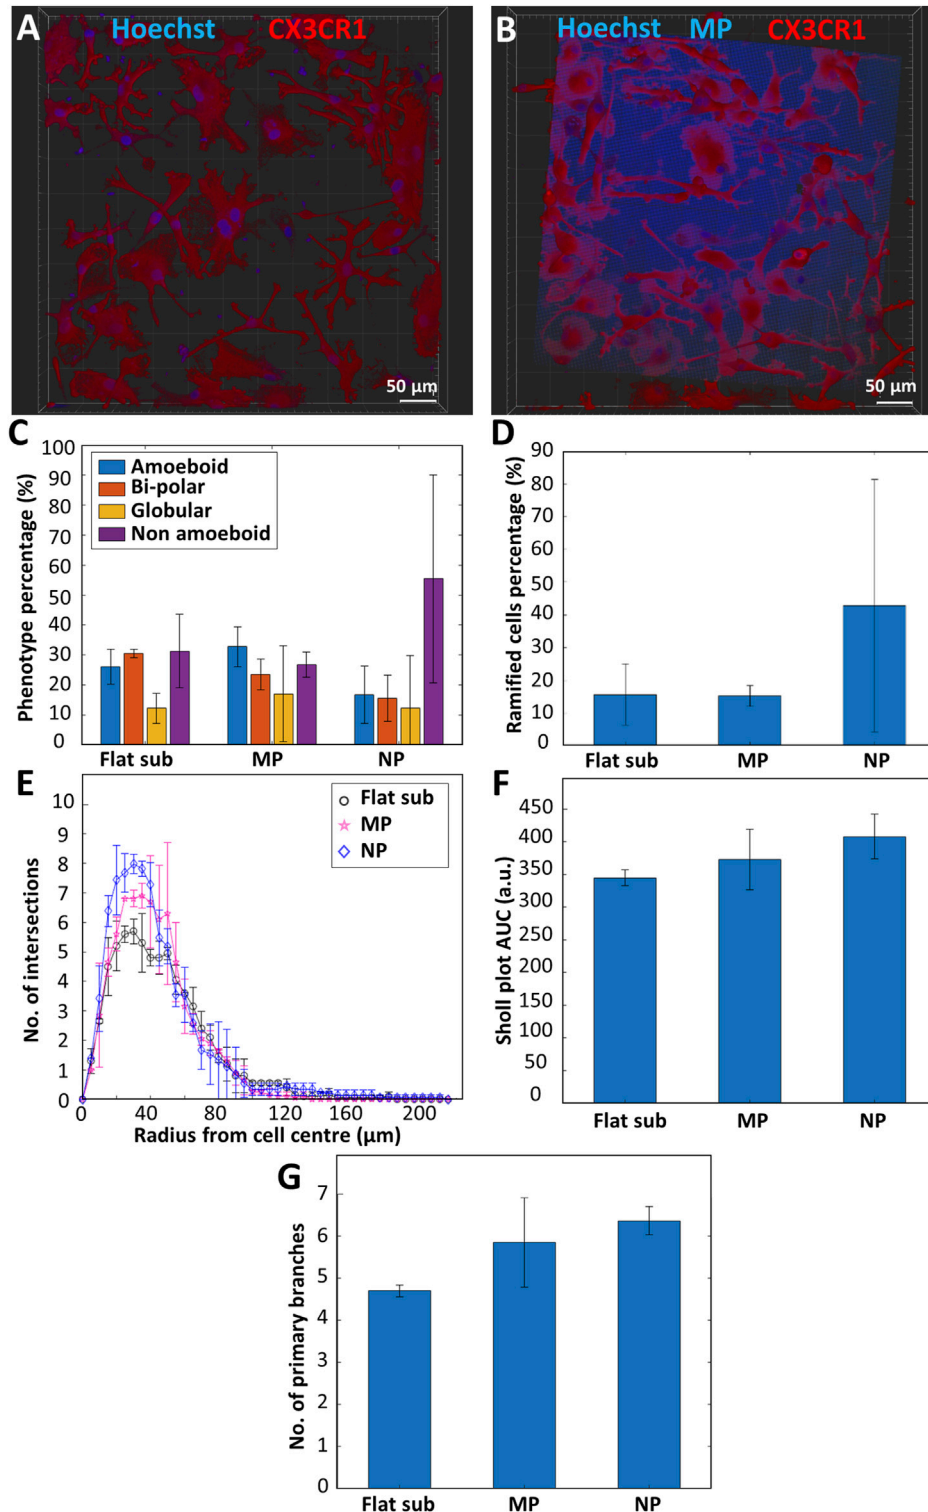 A
Hoechst CX3CR1
50 µm
B
Hoechst MP CX3CR1
50 µm
C
Phenotype percentage (%)
100
90
80
70
60
50
40
30
20
10
0
Amoeboid
Bi-polar
Globular
Non amoeboid
Flat sub MP NP
D
Ramified cells percentage (%)
90
80
70
60
50
40
30
20
10
0
Flat sub MP NP
E
No. of intersections
10
9
8
7
6
5
4
3
2
1
0
Flat sub
MP
NP
0 40 80 120 160 200
Radius from cell centre (µm)
F
Sholl plot AUC (a.u.)
450
400
350
300
250
200
150
100
50
0
Flat sub MP NP
G
No. of primary branches
7
6
5
4
3
2
1
0
Flat sub MP NP